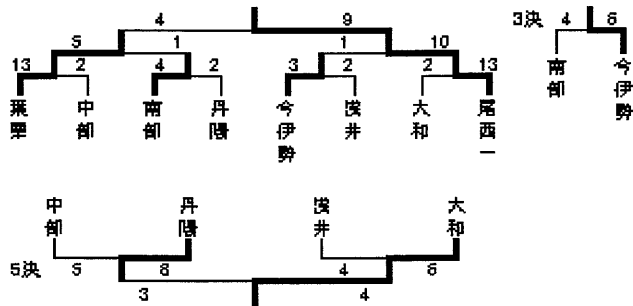 4 9 3決 4 6
5 1 1 10
13 2 4 2 3 2 2 13
葉栗 中部 南部 丹陽 今伊勢 浅井 大和 尾西一 南部 今伊勢
中部 丹陽 浅井 大和
5決 5 8 4 6
3 4